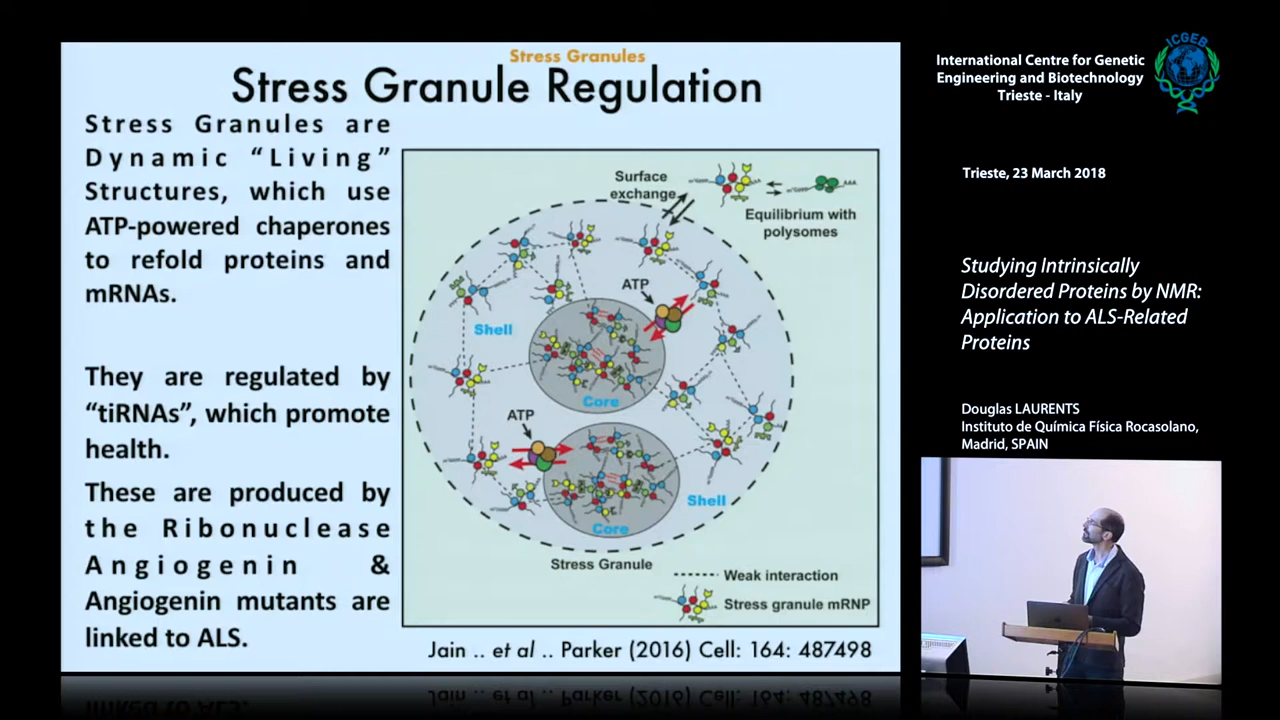 Stress Granules
Stress Granule Regulation
Stress Granules are
Dynamic “Living”
Structures, which use
ATP-powered chaperones
to refold proteins and
mRNAs.
They are regulated by
“tiRNAs”, which promote
health.
These are produced by
the Ribonuclease
Angiogenin &
Angiogenin mutants are
linked to ALS.
Surface
exchange
Equilibrium with
polysomes
ATP
Shell
Core
ATP
Shell
Core
Stress Granule
Weak interaction
Stress granule mRNP
Jain .. et al .. Parker (2016) Cell: 164: 487498
ICGEB
International Centre for Genetic
Engineering and Biotechnology
Trieste - Italy
Trieste, 23 March 2018
Studying Intrinsically
Disordered Proteins by NMR:
Application to ALS-Related
Proteins
Douglas LAURENTS
Instituto de Química Física Rocasolano,
Madrid, SPAIN